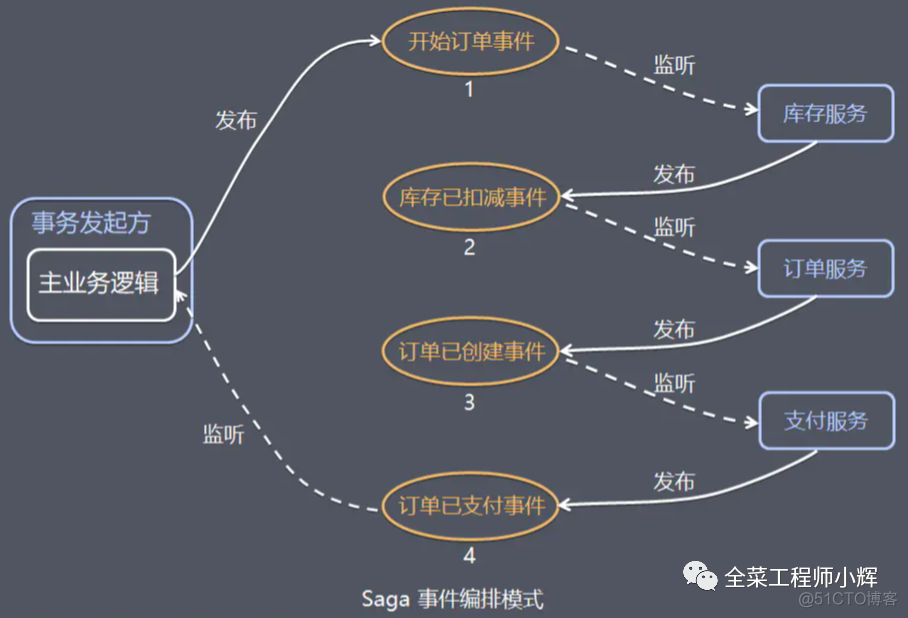 开始订单事件
1
监听
库存服务
发布
发布
库存已扣减事件
2
监听
订单服务
事务发起方
主业务逻辑
发布
订单已创建事件
3
监听
支付服务
监听
发布
订单已支付事件
4
全菜工程师小辉
@51CTO博客
Saga 事件编排模式